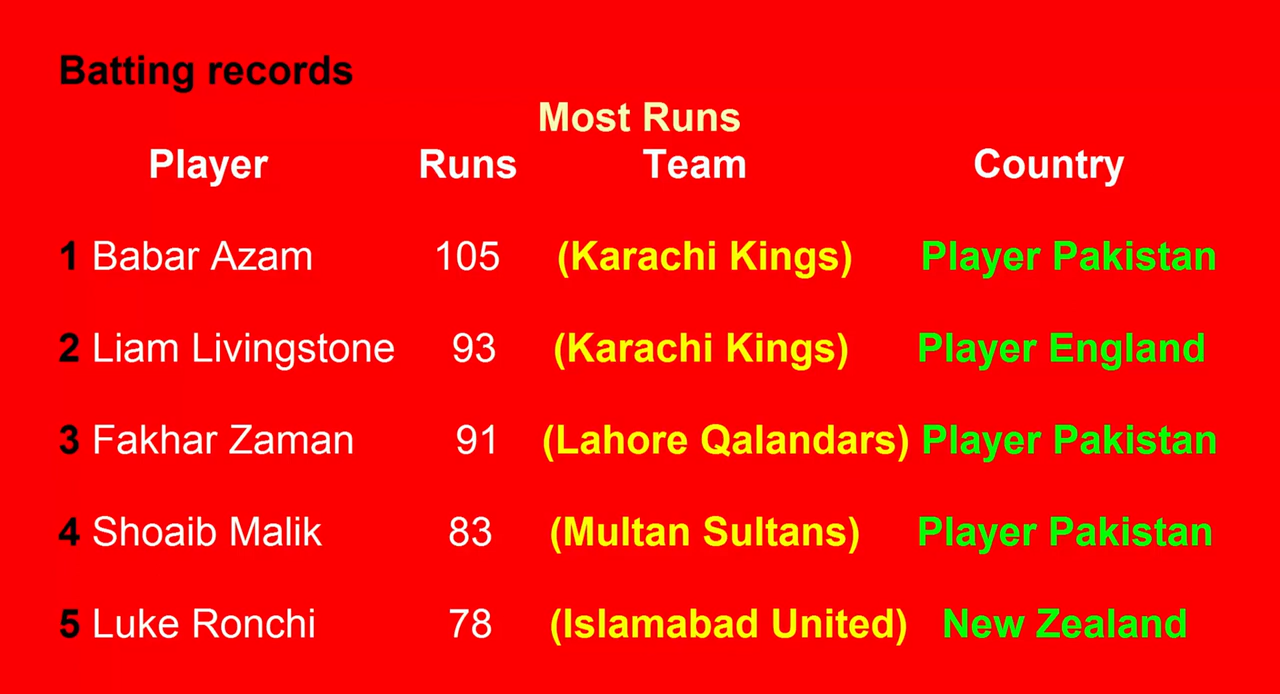 Batting records
Most Runs
Player Runs Team Country
1 Babar Azam 105 (Karachi Kings) Player Pakistan
2 Liam Livingstone 93 (Karachi Kings) Player England
3 Fakhar Zaman 91 (Lahore Qalandars) Player Pakistan
4 Shoaib Malik 83 (Multan Sultans) Player Pakistan
5 Luke Ronchi 78 (Islamabad United) New Zealand